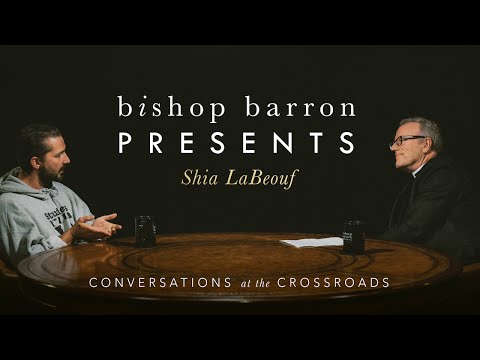 bishop barron
PRESENTS
Shia LaBeouf
CONVERSATIONS at the CROSSROADS